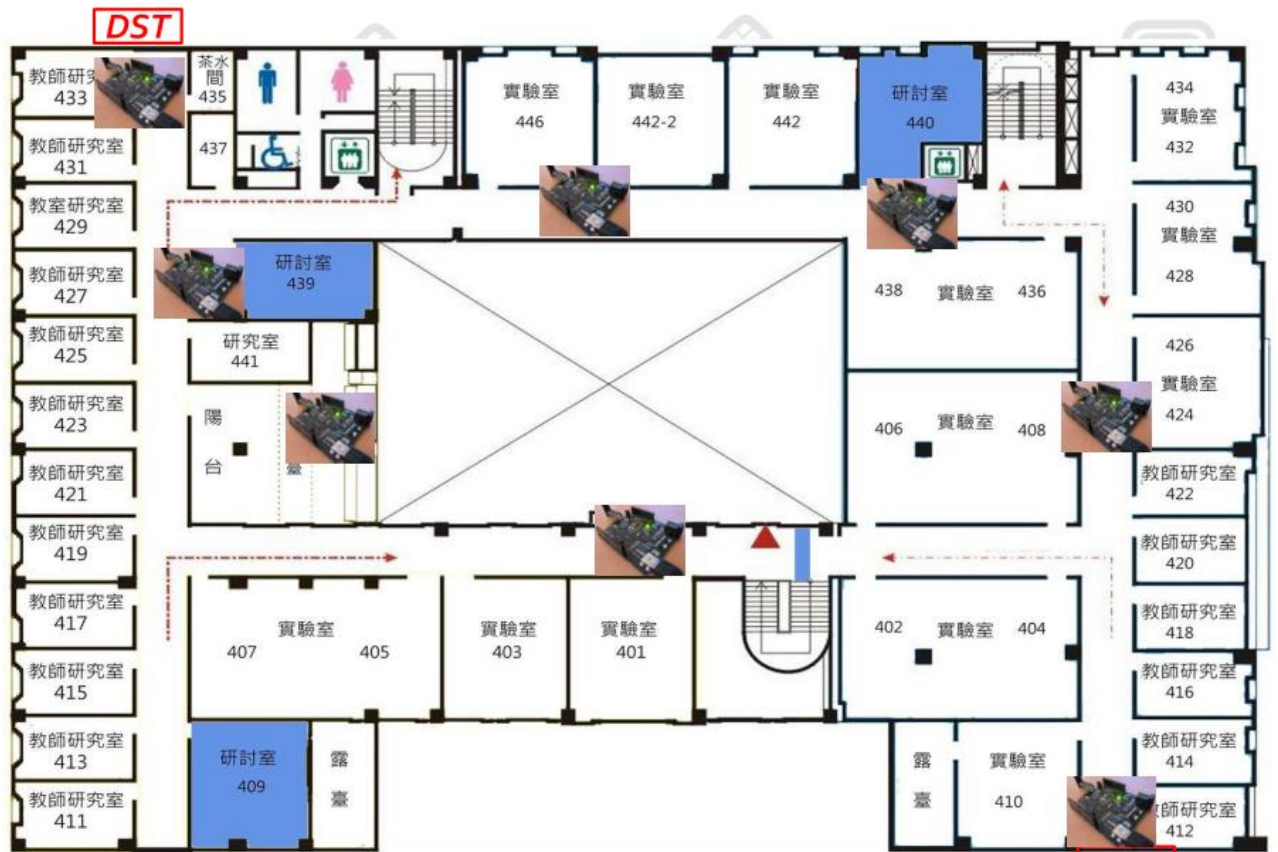 DST
教師研
433
茶水
間
435
437
教師研究室
431
教室研究室
429
教師研究室
427
教師研究室
425
教師研究室
423
教師研究室
421
教師研究室
419
教師研究室
417
教師研究室
415
教師研究室
413
教師研究室
411
實驗室
446
實驗室
442-2
實驗室
442
研討室
440
434
實驗室
432
430
實驗室
428
426
實驗室
424
研討室
439
研究室
441
陽
台
臺
438 實驗室 436
406 實驗室 408
教師研究室
422
教師研究室
420
教師研究室
418
教師研究室
416
教師研究室
414
教師研究室
412
實驗室
407 405
實驗室
403
實驗室
401
402 實驗室 404
研討室
409
露
臺
露
臺
實驗室
410